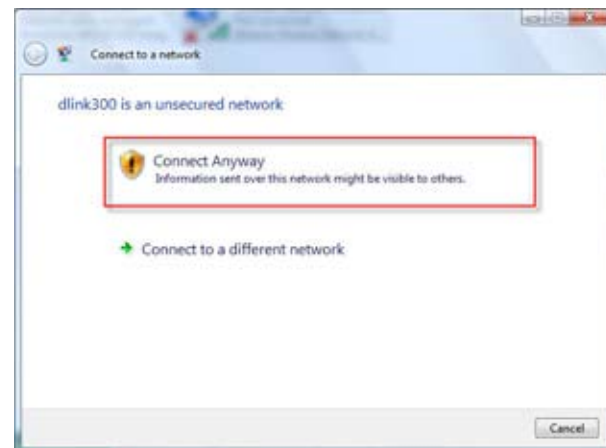 Connect to a network
dlink300 is an unsecured network
Connect Anyway
Information sent over this network might be visible to others.
Connect to a different network
Cancel